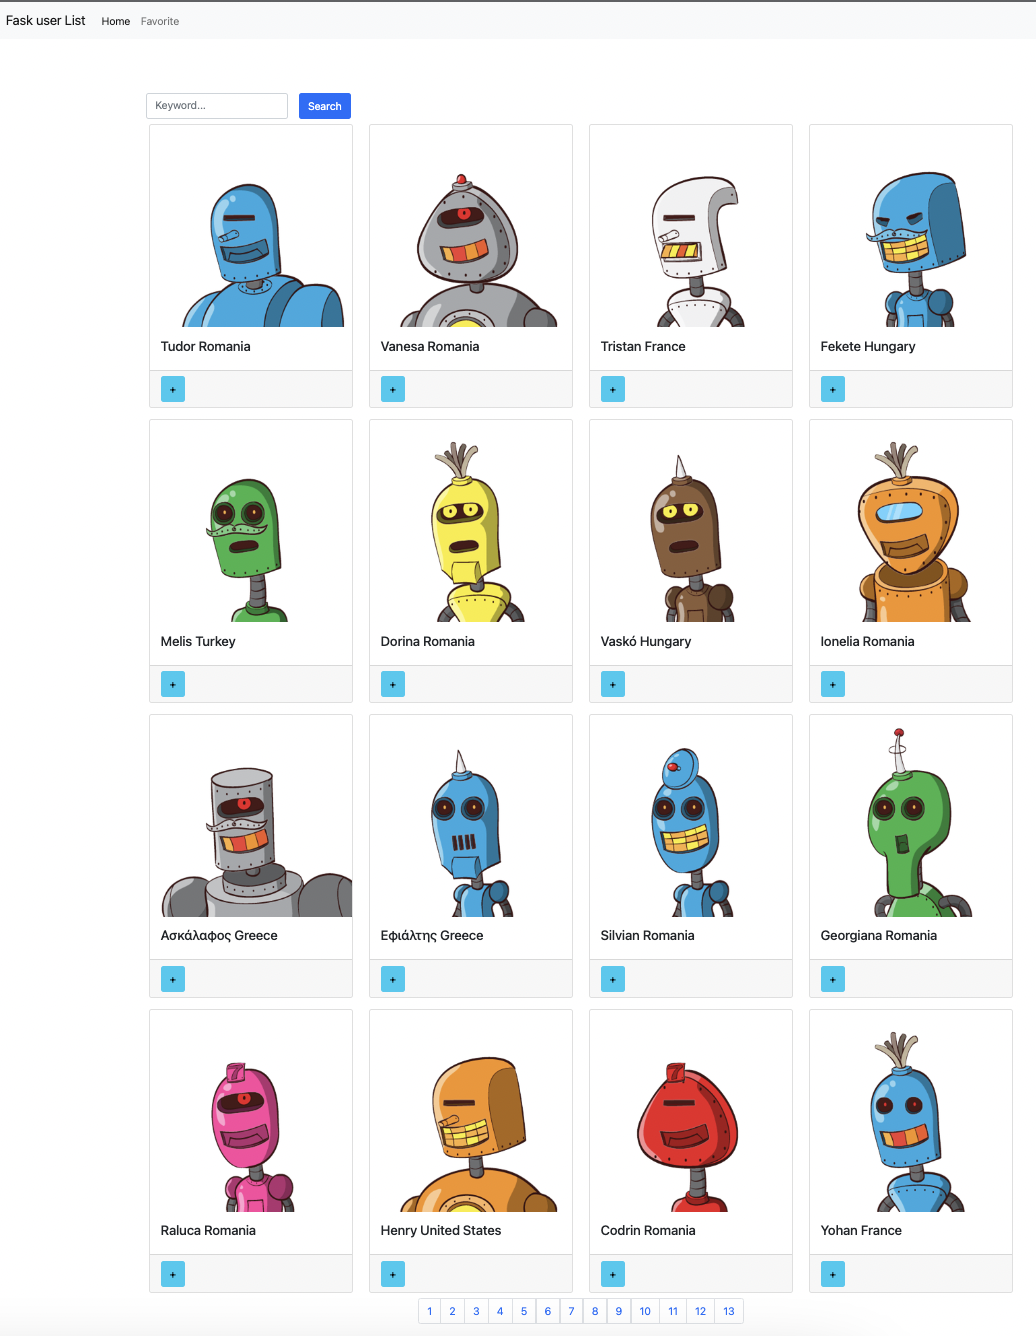 Fask user List Home Favorite
Keyword... Search
Tudor Romania
Vanesa Romania
Tristan France
Fekete Hungary
+ + + +
Melis Turkey
Dorina Romania
Vaskó Hungary
Ionelia Romania
+ + + +
Ασκάλαφος Greece
Εφιάλτης Greece
Silvian Romania
Georgiana Romania
+ + + +
7
7
Raluca Romania
Henry United States
Codrin Romania
Yohan France
+ + + +
1 2 3 4 5 6 7 8 9 10 11 12 13